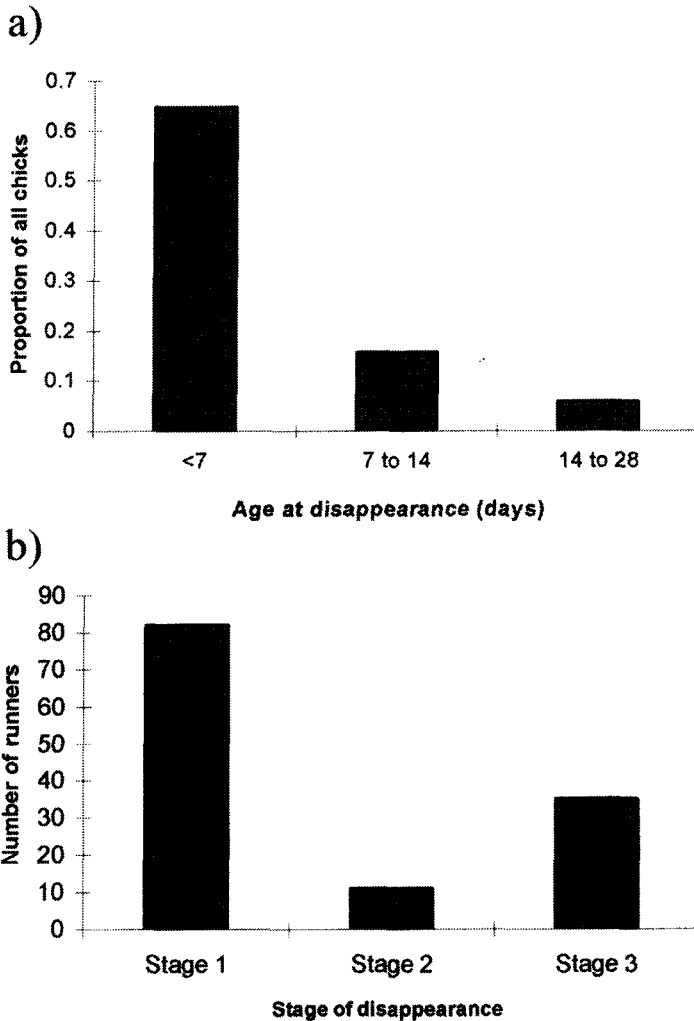 a)
Proportion of all chicks
0.7
0.6
0.5
0.4
0.3
0.2
0.1
0
<7
7 to 14
14 to 28
Age at disappearance (days)
b)
Number of runners
90
80
70
60
50
40
30
20
10
0
Stage 1
Stage 2
Stage 3
Stage of disappearance